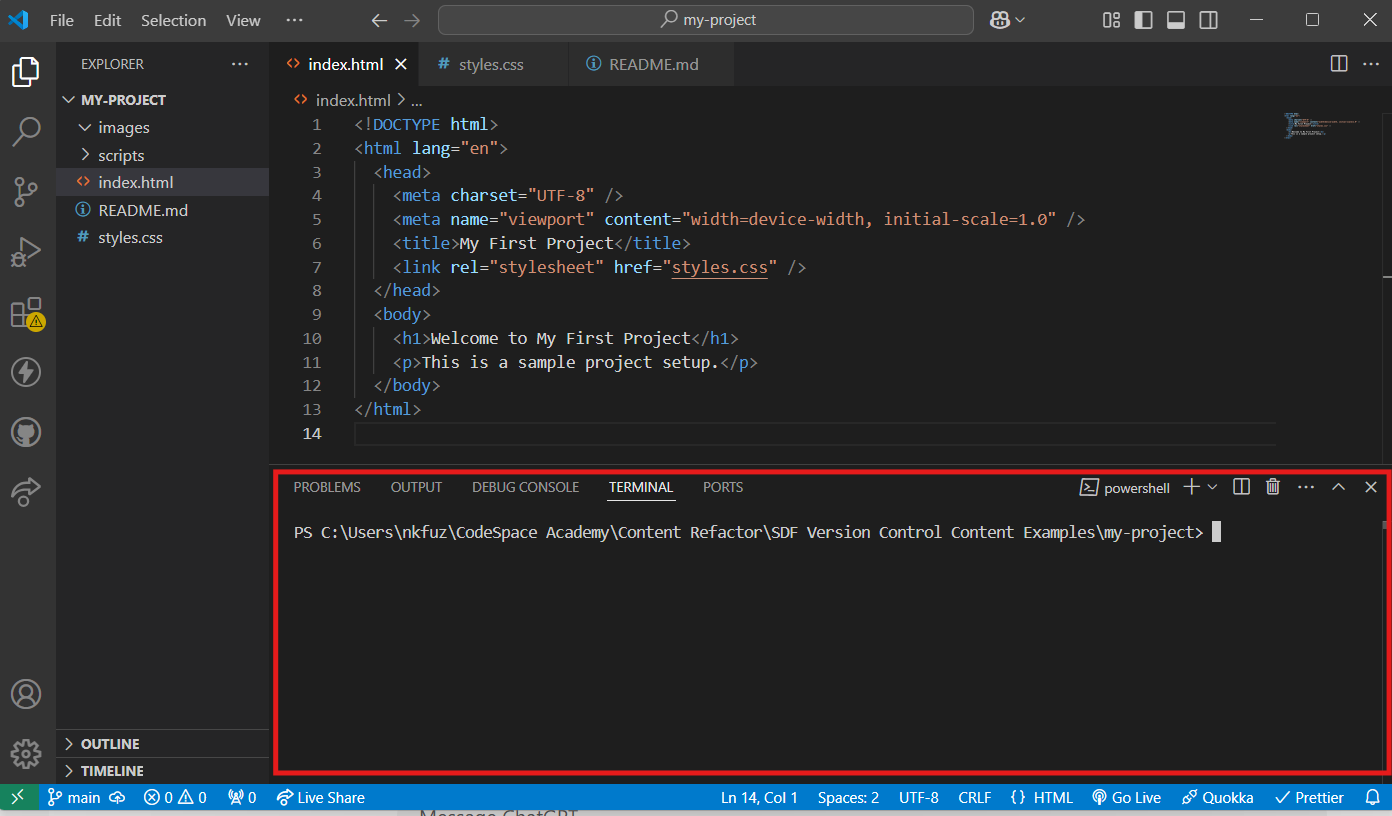 File Edit Selection View ··· my-project
EXPLORER ···
MY-PROJECT
images
scripts
index.html
README.md
styles.css
OUTLINE
TIMELINE
index.html styles.css README.md
index.html > ...
1 <!DOCTYPE html>
2 <html lang="en">
3 <head>
4 <meta charset="UTF-8" />
5 <meta name="viewport" content="width=device-width, initial-scale=1.0" />
6 <title>My First Project</title>
7 <link rel="stylesheet" href="styles.css" />
8 </head>
9 <body>
10 <h1>Welcome to My First Project</h1>
11 <p>This is a sample project setup.</p>
12 </body>
13 </html>
14
PROBLEMS OUTPUT DEBUG CONSOLE TERMINAL PORTS powershell
PS C:\Users\nkfuz\CodeSpace Academy\Content Refactor\SDF Version Control Content Examples\my-project>
main 0 0 0 Live Share Ln 14, Col 1 Spaces: 2 UTF-8 CRLF {} HTML Go Live Quokka Prettier
Message ChatGPT